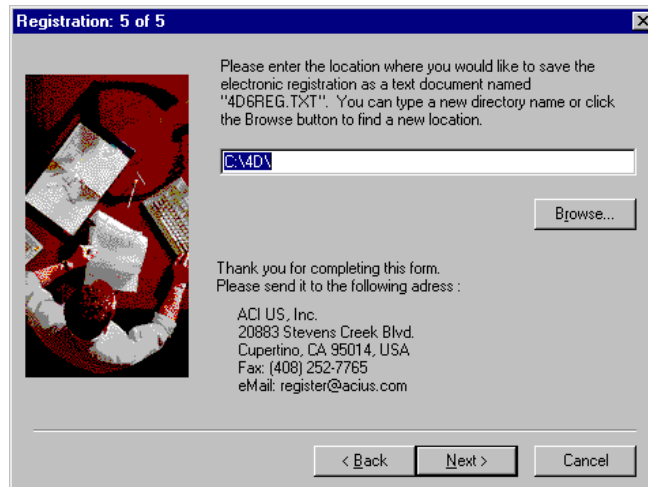 Registration: 5 of 5
Please enter the location where you would like to save the
electronic registration as a text document named
"4D6REG.TXT". You can type a new directory name or click
the Browse button to find a new location.
C:\4D\
Browse...
Thank you for completing this form.
Please send it to the following adress :
ACI US, Inc.
20883 Stevens Creek Blvd.
Cupertino, CA 95014, USA
Fax: (408) 252-7765
eMail: register@acius.com
< Back
Next >
Cancel